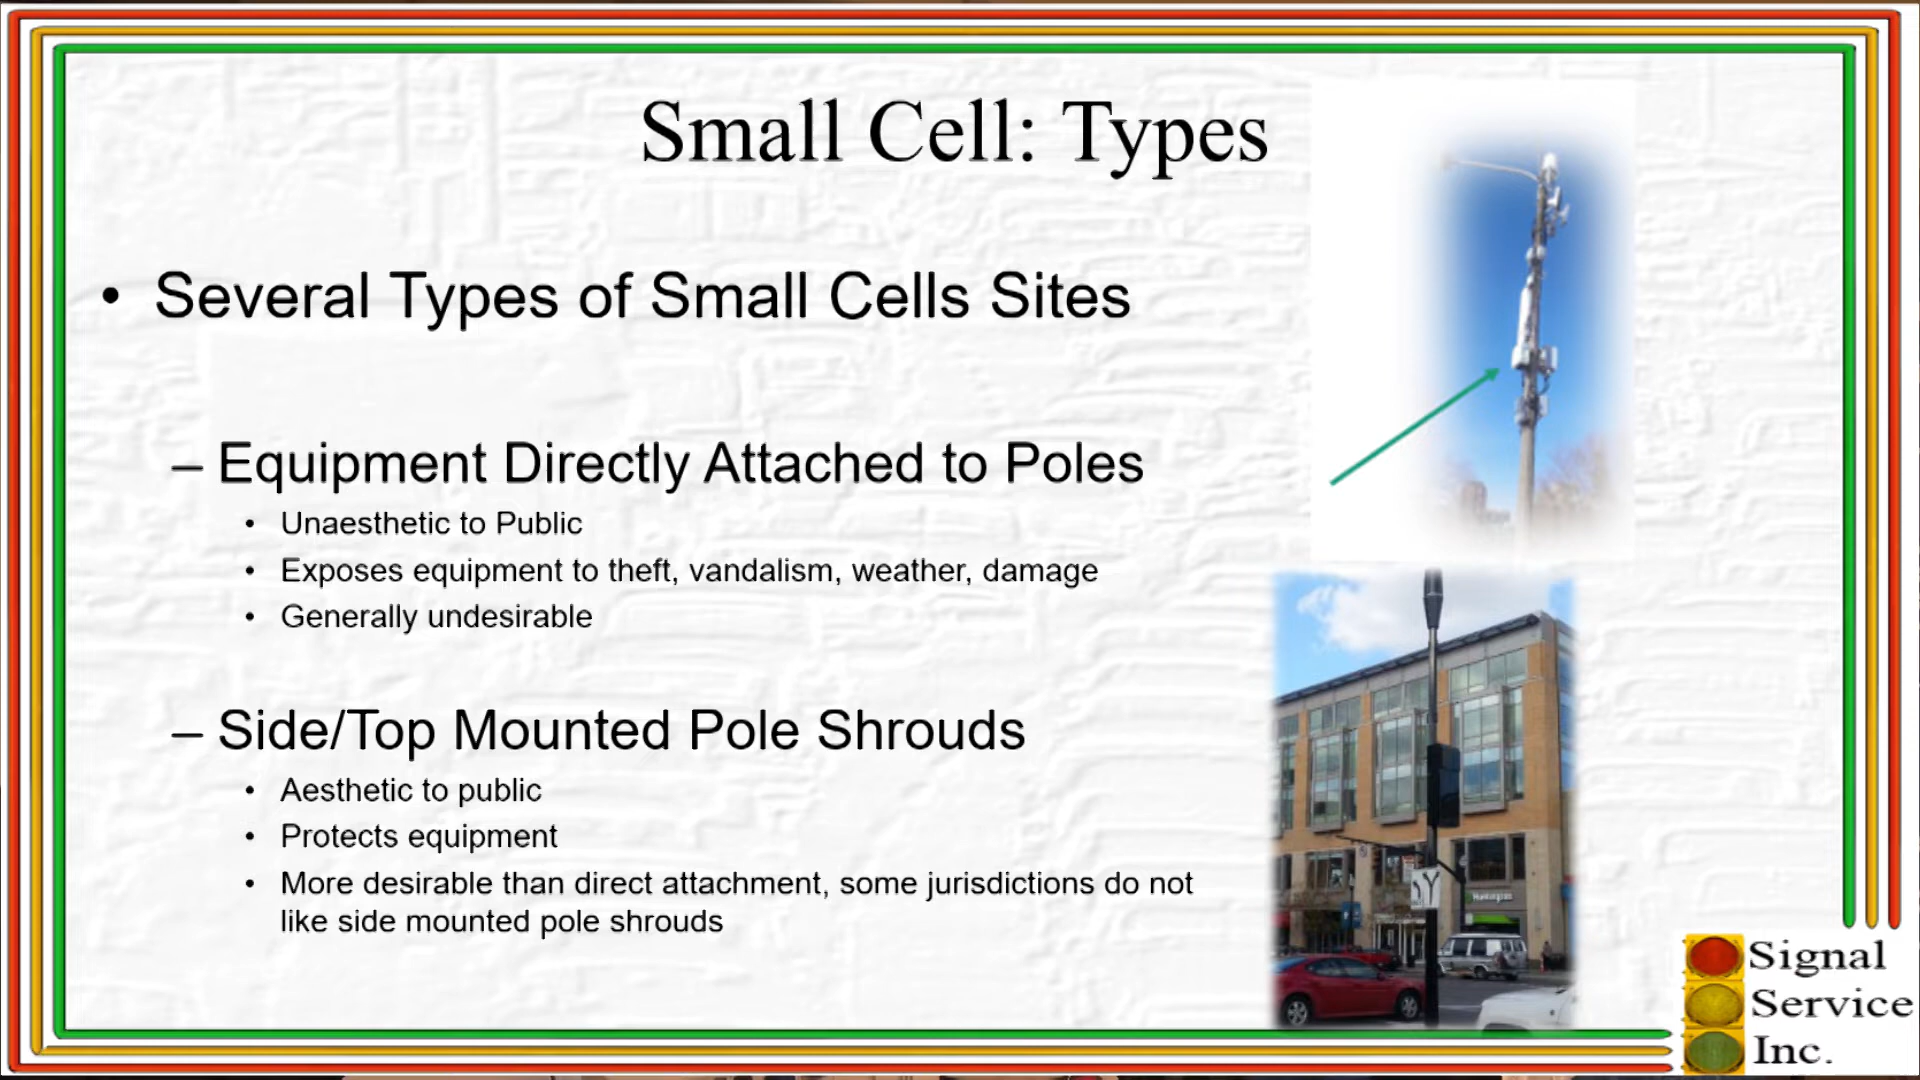 Small Cell: Types
• Several Types of Small Cells Sites
– Equipment Directly Attached to Poles
• Unaesthetic to Public
• Exposes equipment to theft, vandalism, weather, damage
• Generally undesirable
– Side/Top Mounted Pole Shrouds
• Aesthetic to public
• Protects equipment
• More desirable than direct attachment, some jurisdictions do not
like side mounted pole shrouds
Huntington
Signal
Service
Inc.